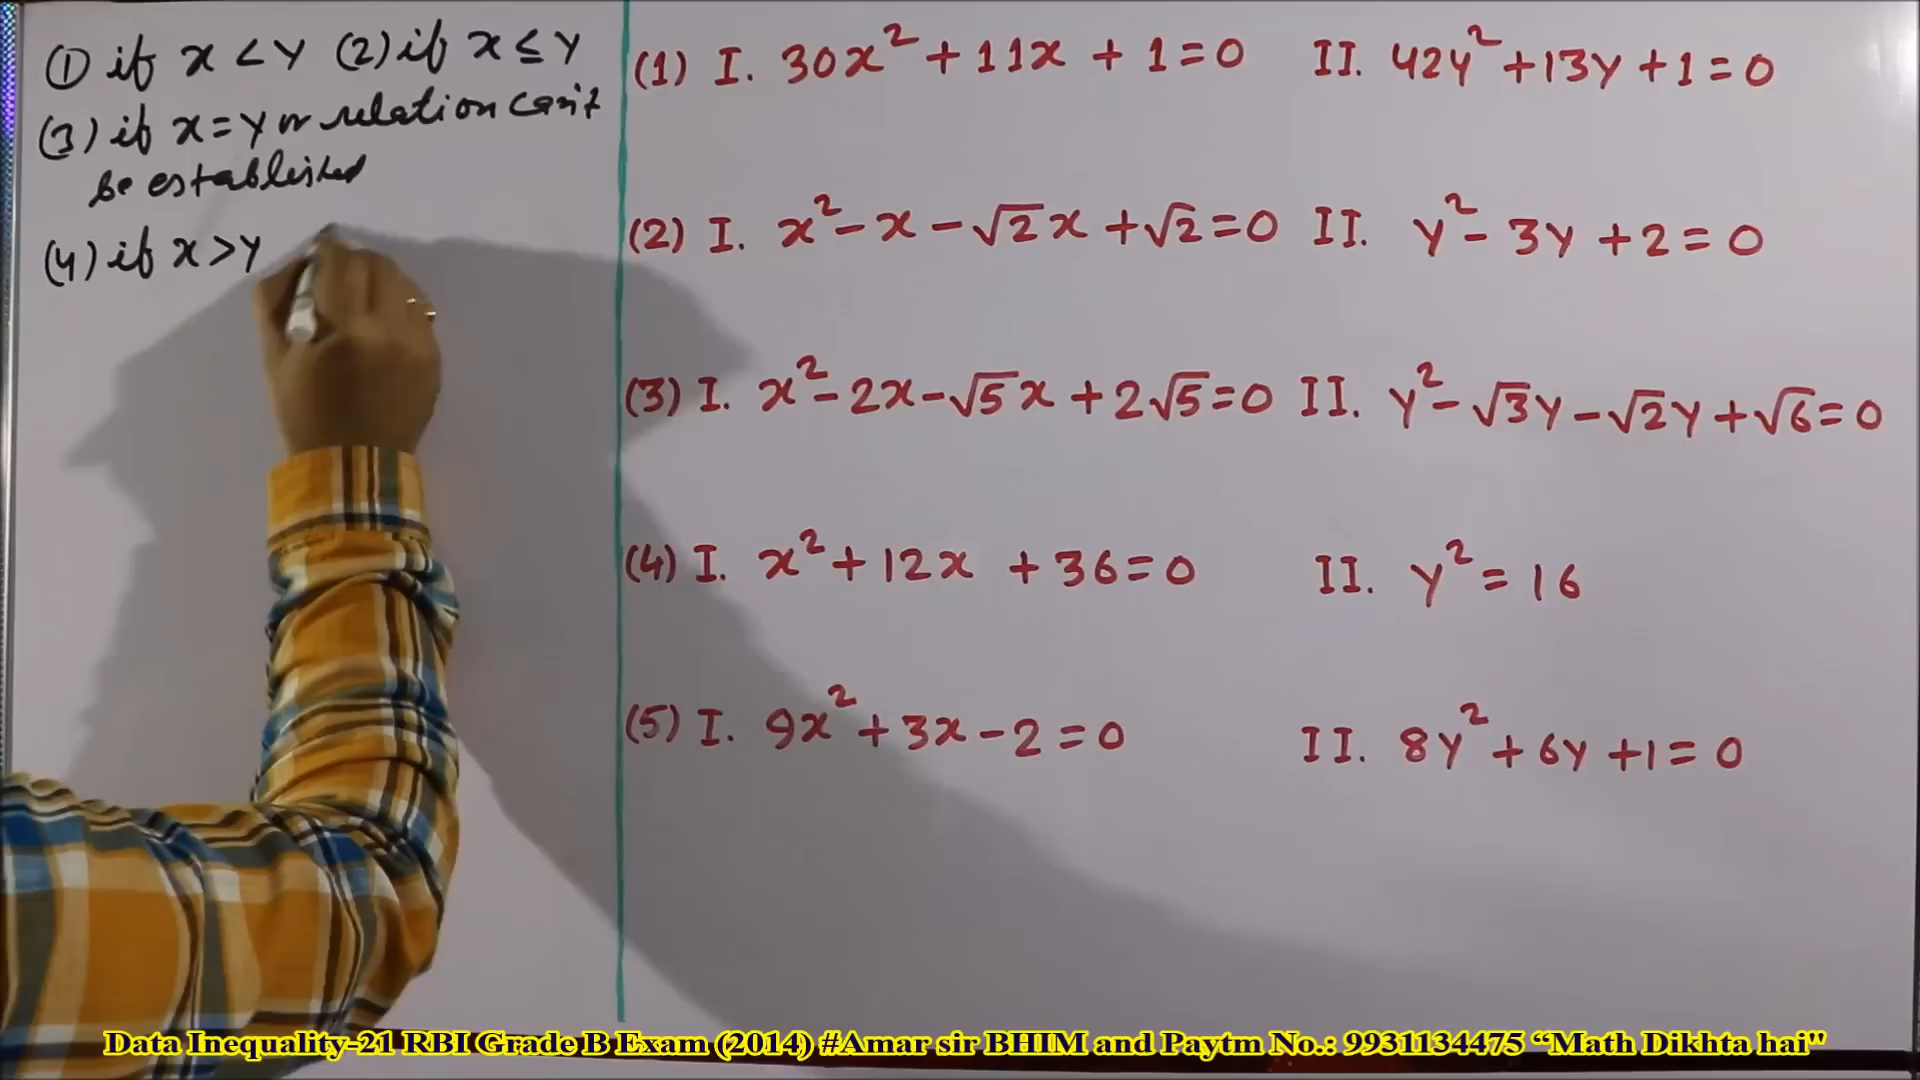 ① if x < y (2) if x ≤ y
(3) if x = y or relation can't
be established
(4) if x > y
(1) I. 30x² + 11x + 1 = 0 II. 42y² + 13y + 1 = 0
(2) I. x² - x - √2x + √2 = 0 II. y² - 3y + 2 = 0
(3) I. x² - 2x - √5x + 2√5 = 0 II. y² - √3y - √2y + √6 = 0
(4) I. x² + 12x + 36 = 0 II. y² = 16
(5) I. 9x² + 3x - 2 = 0 II. 8y² + 6y + 1 = 0
Data Inequality-21 RBI Grade B Exam (2014) #Amar sir BHIM and Paytm No.: 9931134475 “Math Dikhta hai"